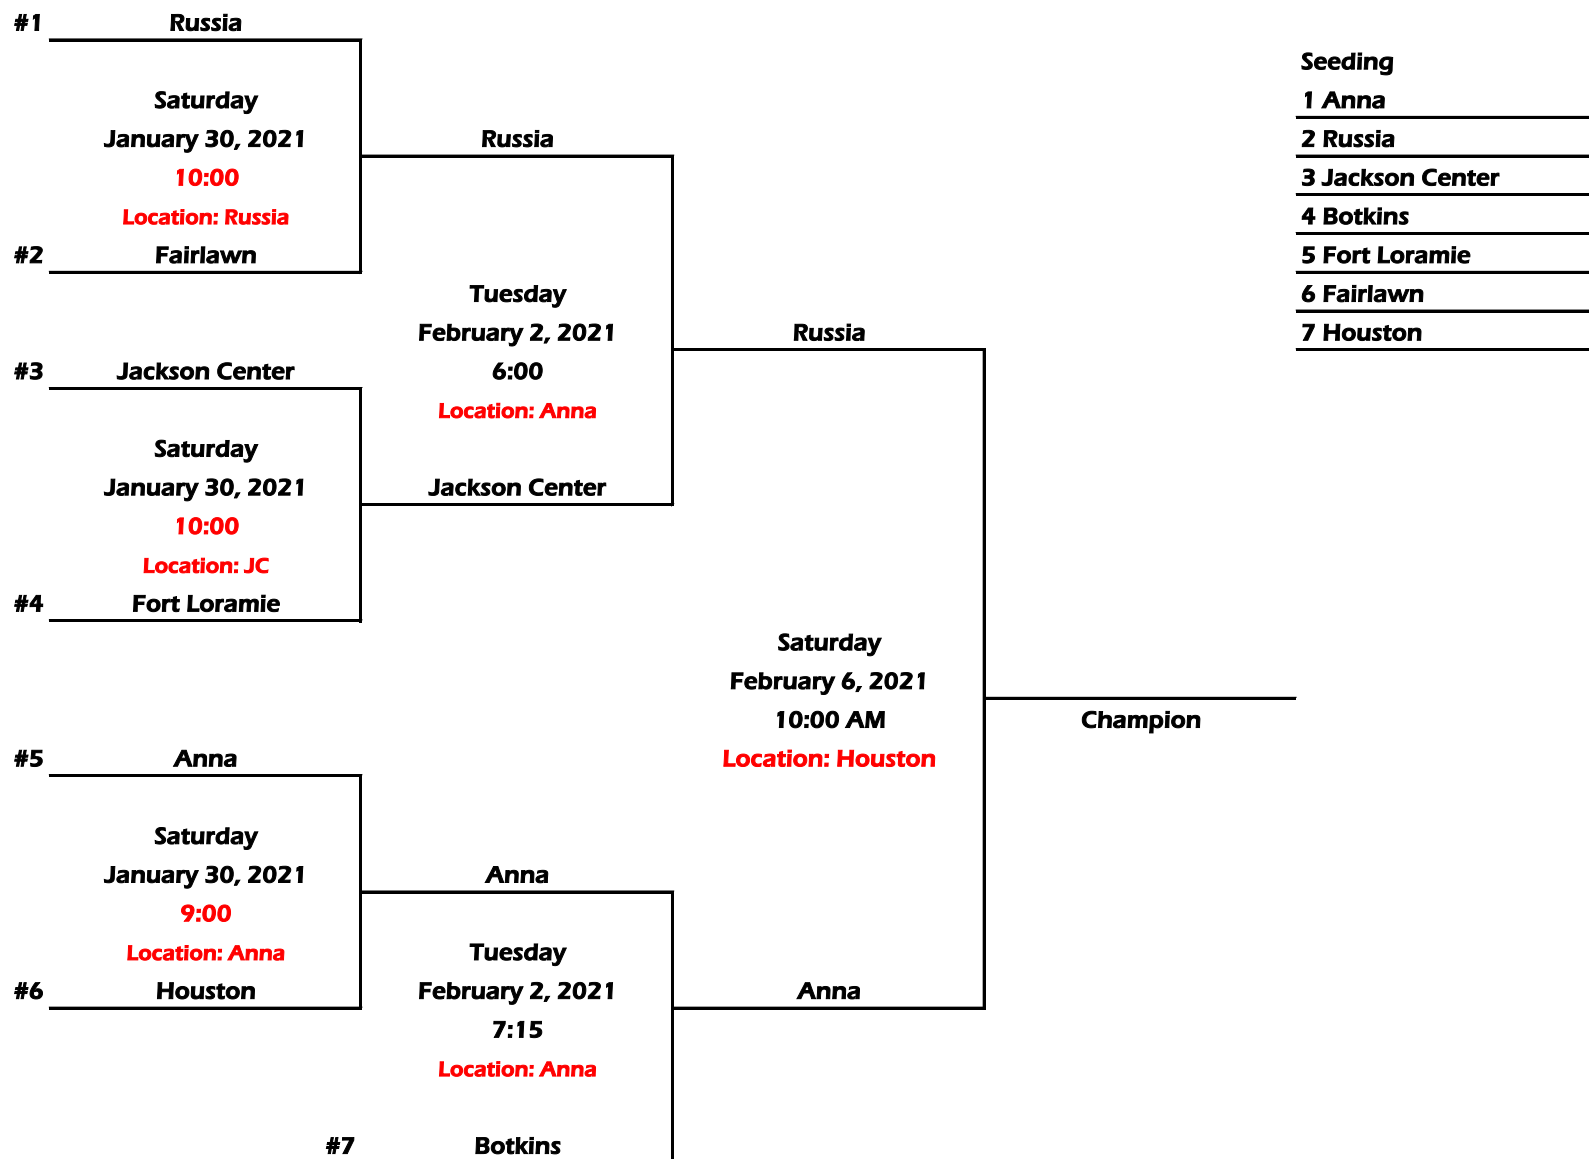 #1 Russia
Saturday
January 30, 2021
10:00
Location: Russia
#2 Fairlawn
#3 Jackson Center
Saturday
January 30, 2021
10:00
Location: JC
#4 Fort Loramie
#5 Anna
Saturday
January 30, 2021
9:00
Location: Anna
#6 Houston
Russia
Tuesday
February 2, 2021
6:00
Location: Anna
Jackson Center
Anna
Tuesday
February 2, 2021
7:15
Location: Anna
#7 Botkins
Russia
Saturday
February 6, 2021
10:00 AM
Location: Houston
Anna
Champion
Seeding
1 Anna
2 Russia
3 Jackson Center
4 Botkins
5 Fort Loramie
6 Fairlawn
7 Houston